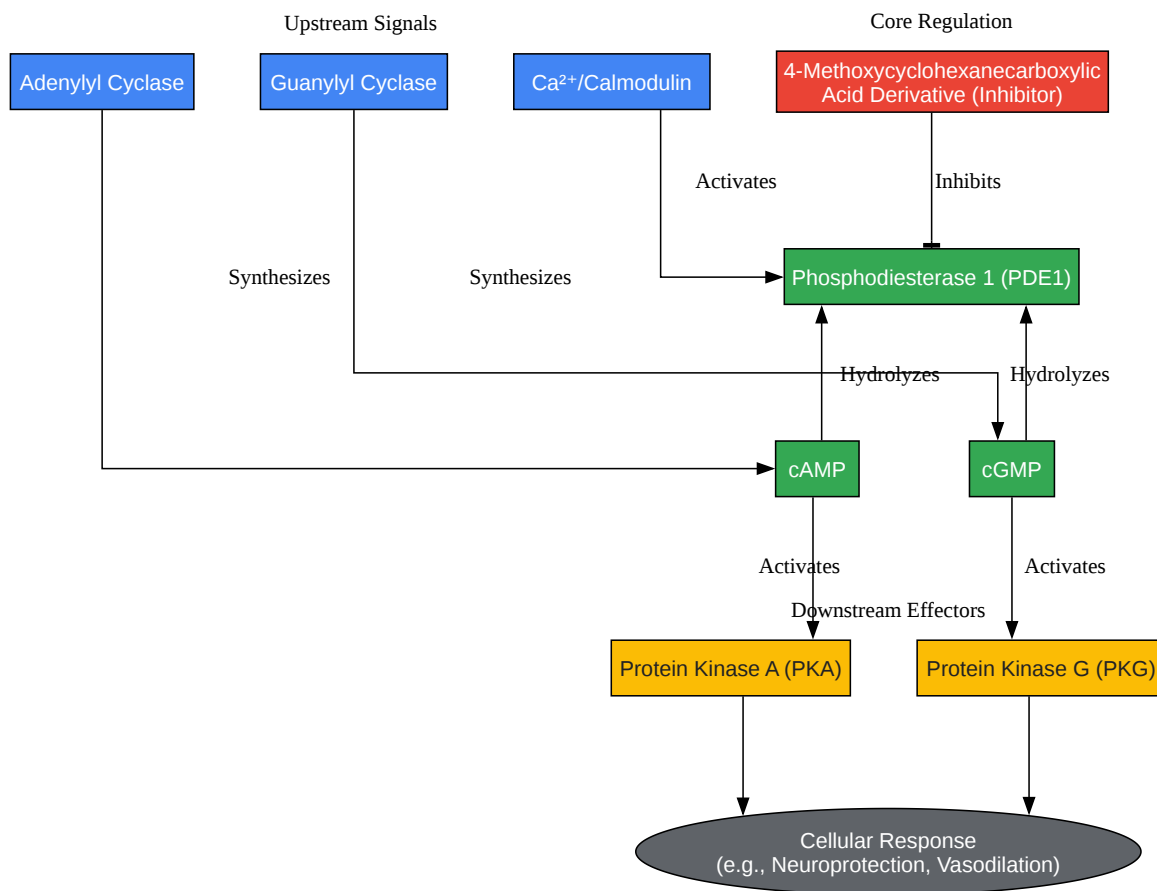 Upstream Signals
Core Regulation
Adenylyl Cyclase
Guanylyl Cyclase
Ca²⁺/Calmodulin
4-Methoxycyclohexanecarboxylic
Acid Derivative (Inhibitor)
Activates
Inhibits
Synthesizes
Synthesizes
Phosphodiesterase 1 (PDE1)
Hydrolyzes
Hydrolyzes
cAMP
cGMP
Activates
Activates
Downstream Effectors
Protein Kinase A (PKA)
Protein Kinase G (PKG)
Cellular Response
(e.g., Neuroprotection, Vasodilation)